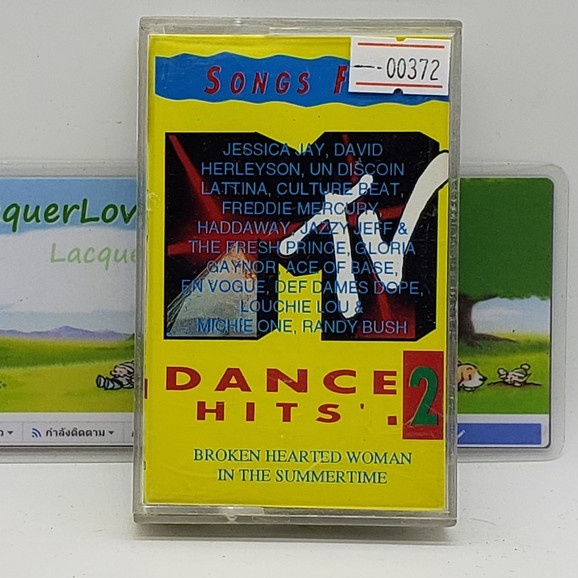 SONGS F
00372
JESSICA JAY, DAVID
HERLEYSON, UN DISCOIN
LATTINA, CULTURE BEAT,
FREDDIE MERCURY,
HADDAWAY, JAZZY JEFF &
THE FRESH PRINCE, GLORIA
GAYNOR, ACE OF BASE,
EN VOGUE, DEF DAMES DOPE,
LOUCHIE LOU &
MICHIE ONE, RANDY BUSH
MTV
DANCE
HITS'. 2
BROKEN HEARTED WOMAN
IN THE SUMMERTIME
cquerLov
Lacque
กำลังติดตาม